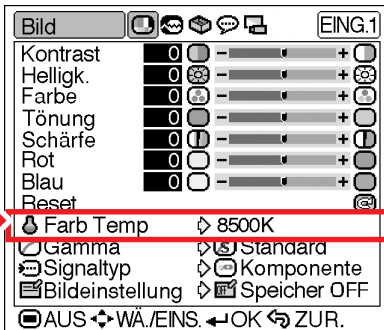 Bild EING.1
Kontrast 0 - +
Helligk. 0 - +
Farbe 0 - +
Tönung 0 - +
Schärfe 0 - +
Rot 0 - +
Blau 0 - +
Reset
Farb Temp 8500K
Gamma Standard
Signaltyp Komponente
Bildeinstellung Speicher OFF
AUS WÄ./EINS. OK ZUR.